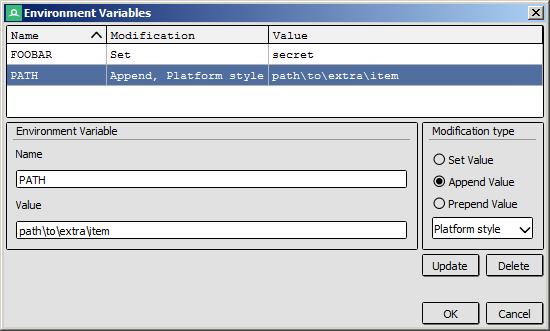 Environment Variables
Name Modification Value
FOOBAR Set secret
PATH Append, Platform style path\to\extra\item
Environment Variable
Name
PATH
Value
path\to\extra\item
Modification type
Set Value
Append Value
Prepend Value
Platform style
Update Delete
OK Cancel